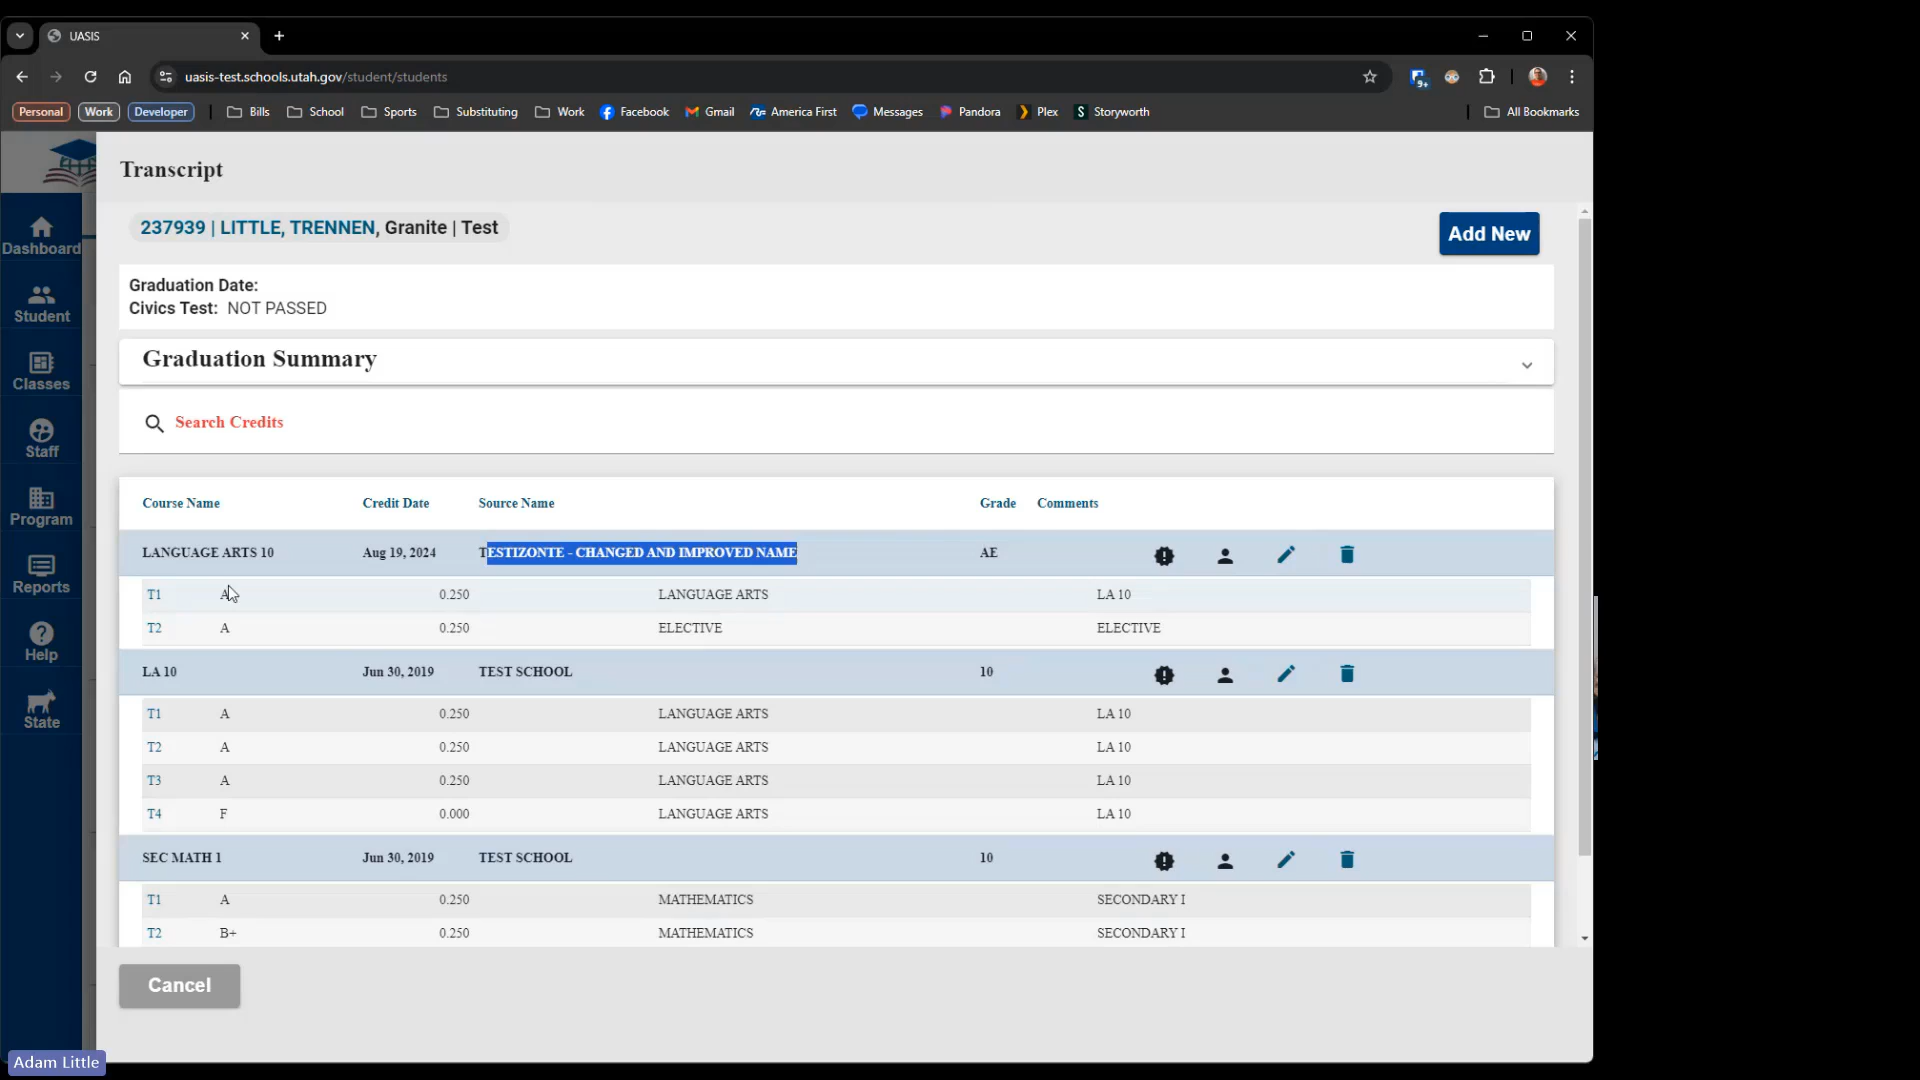 UASIS
uasis-test.schools.utah.gov/student/students
9+
Personal Work Developer Bills School Sports Substituting Work Facebook Gmail America First Messages Pandora Plex Storyworth All Bookmarks
Transcript
237939 | LITTLE, TRENNEN, Granite | Test
Add New
Graduation Date:
Civics Test: NOT PASSED
Graduation Summary
Search Credits
Course Name Credit Date Source Name Grade Comments
LANGUAGE ARTS 10 Aug 19, 2024 TESTIZONTE - CHANGED AND IMPROVED NAME AE
T1 A 0.250 LANGUAGE ARTS LA 10
T2 A 0.250 ELECTIVE ELECTIVE
LA 10 Jun 30, 2019 TEST SCHOOL 10
T1 A 0.250 LANGUAGE ARTS LA 10
T2 A 0.250 LANGUAGE ARTS LA 10
T3 A 0.250 LANGUAGE ARTS LA 10
T4 F 0.000 LANGUAGE ARTS LA 10
SEC MATH 1 Jun 30, 2019 TEST SCHOOL 10
T1 A 0.250 MATHEMATICS SECONDARY I
T2 B+ 0.250 MATHEMATICS SECONDARY I
Cancel
Dashboard
Student
Classes
Staff
Program
Reports
Help
State
Adam Little